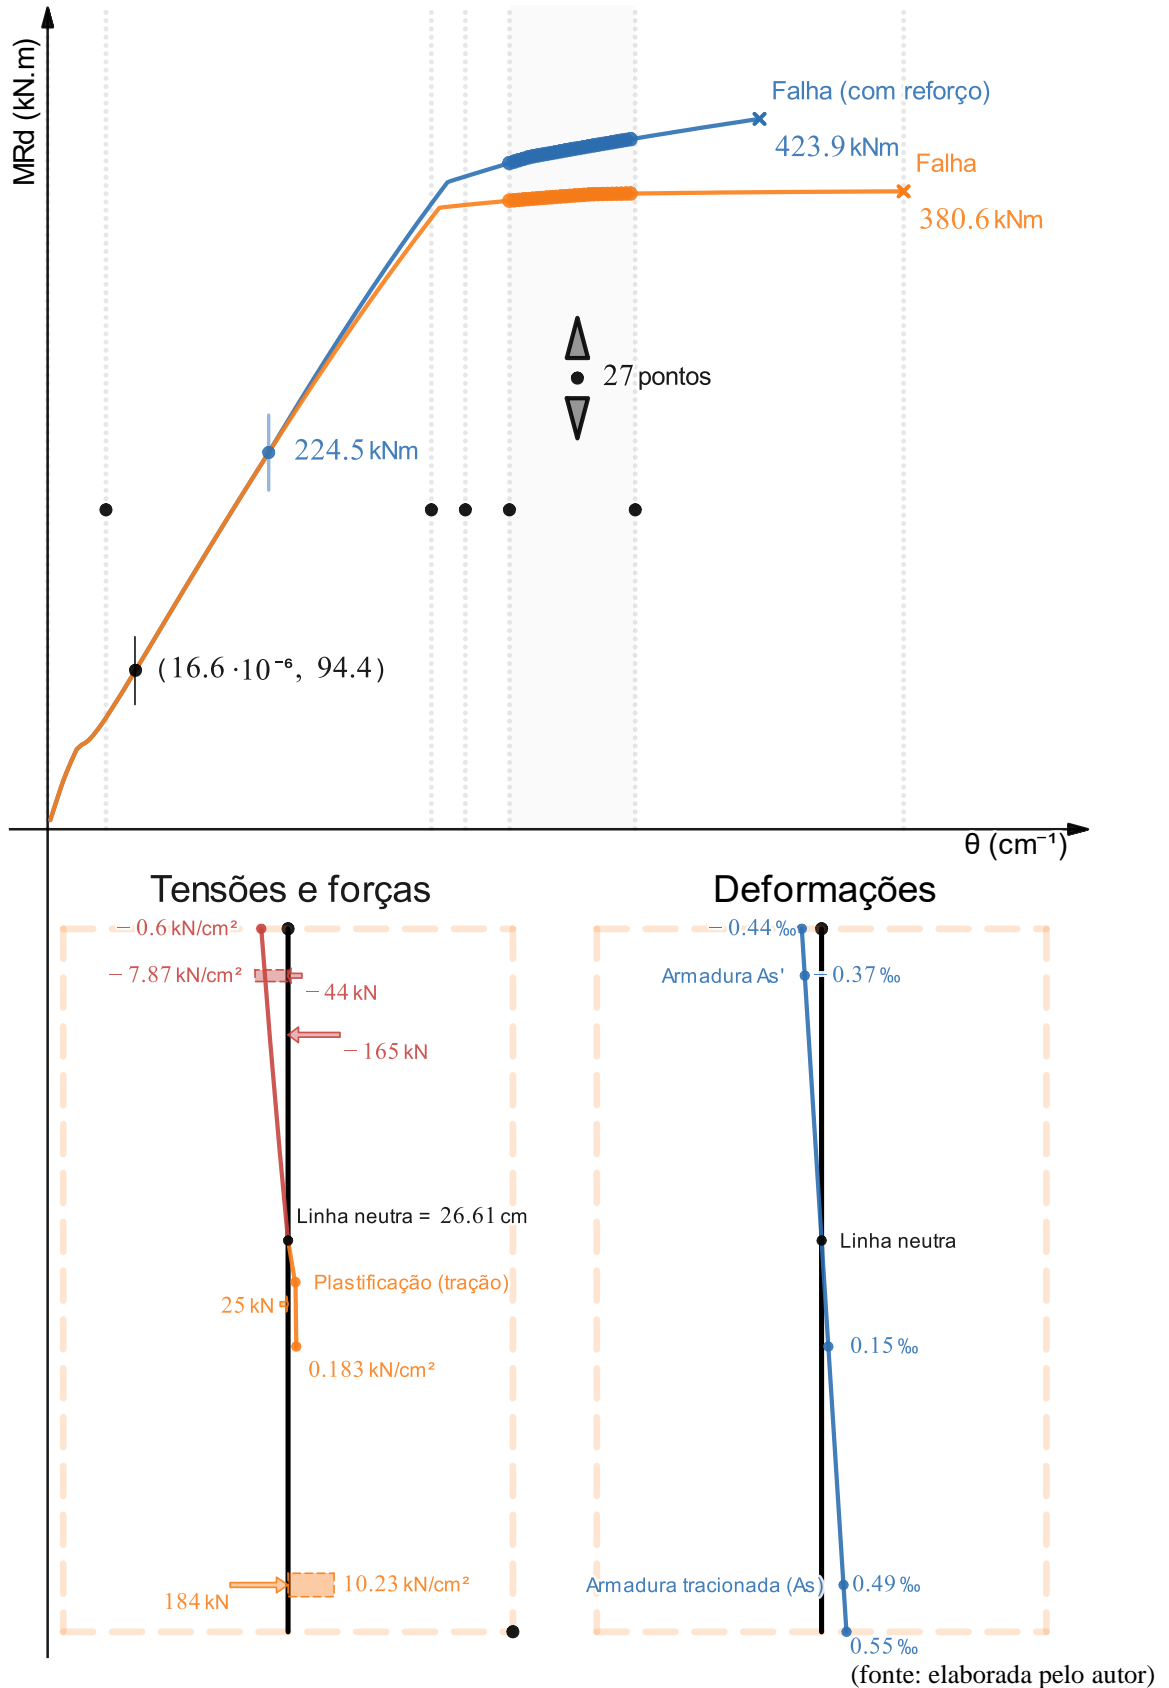 MRd (kN.m)
Falha (com reforço)
423.9 kNm
Falha
380.6 kNm
27 pontos
224.5 kNm
(16.6 ·10⁻⁶, 94.4)
θ (cm⁻¹)
Tensões e forças
− 0.6 kN/cm²
− 7.87 kN/cm²
− 44 kN
− 165 kN
Linha neutra = 26.61 cm
Plastificação (tração)
25 kN
0.183 kN/cm²
10.23 kN/cm²
184 kN
Deformações
− 0.44 ‰
Armadura As'
− 0.37 ‰
Linha neutra
0.15 ‰
Armadura tracionada (As)
0.49 ‰
0.55 ‰
(fonte: elaborada pelo autor)